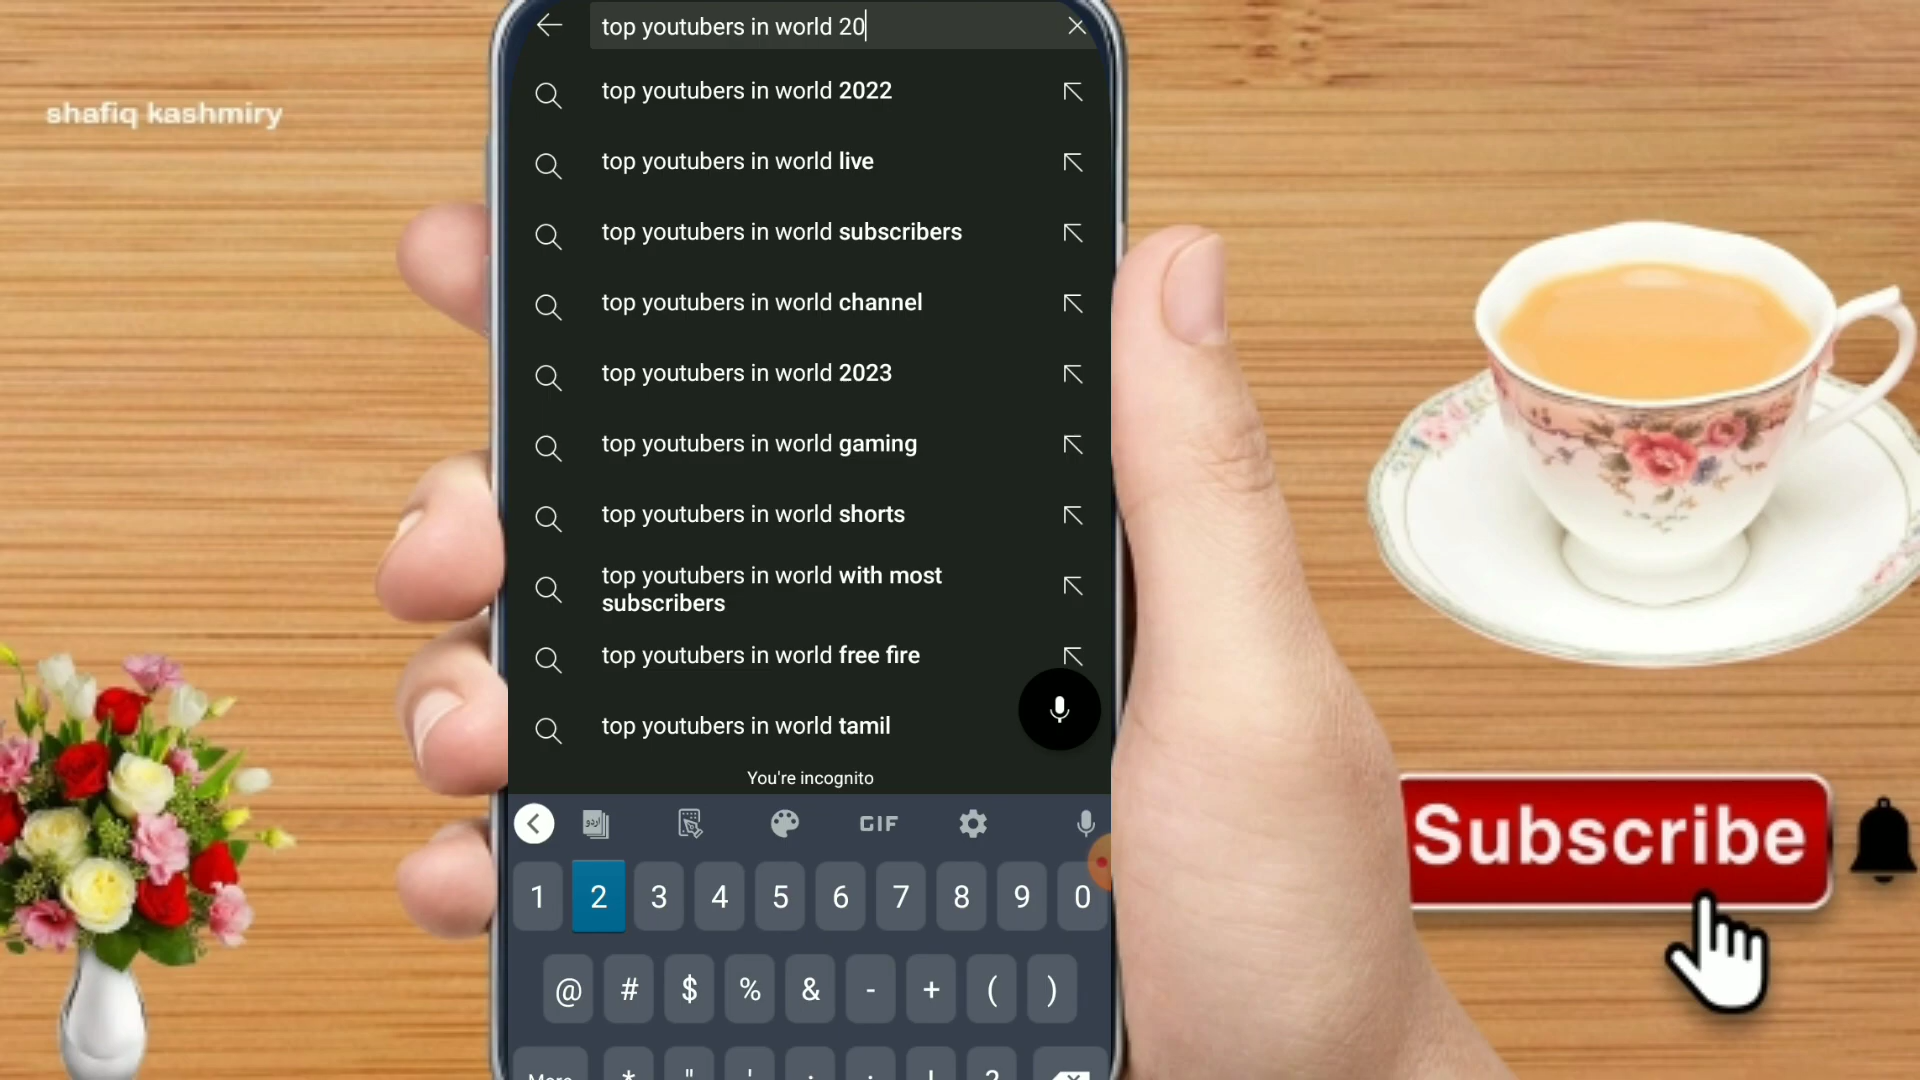 top youtubers in world 20
shafiq kashmiry
top youtubers in world 2022
top youtubers in world live
top youtubers in world subscribers
top youtubers in world channel
top youtubers in world 2023
top youtubers in world gaming
top youtubers in world shorts
top youtubers in world with most
subscribers
top youtubers in world free fire
top youtubers in world tamil
You're incognito
اردو
GIF
1 2 3 4 5 6 7 8 9 0
@ # $ % & - + ( )
Subscribe